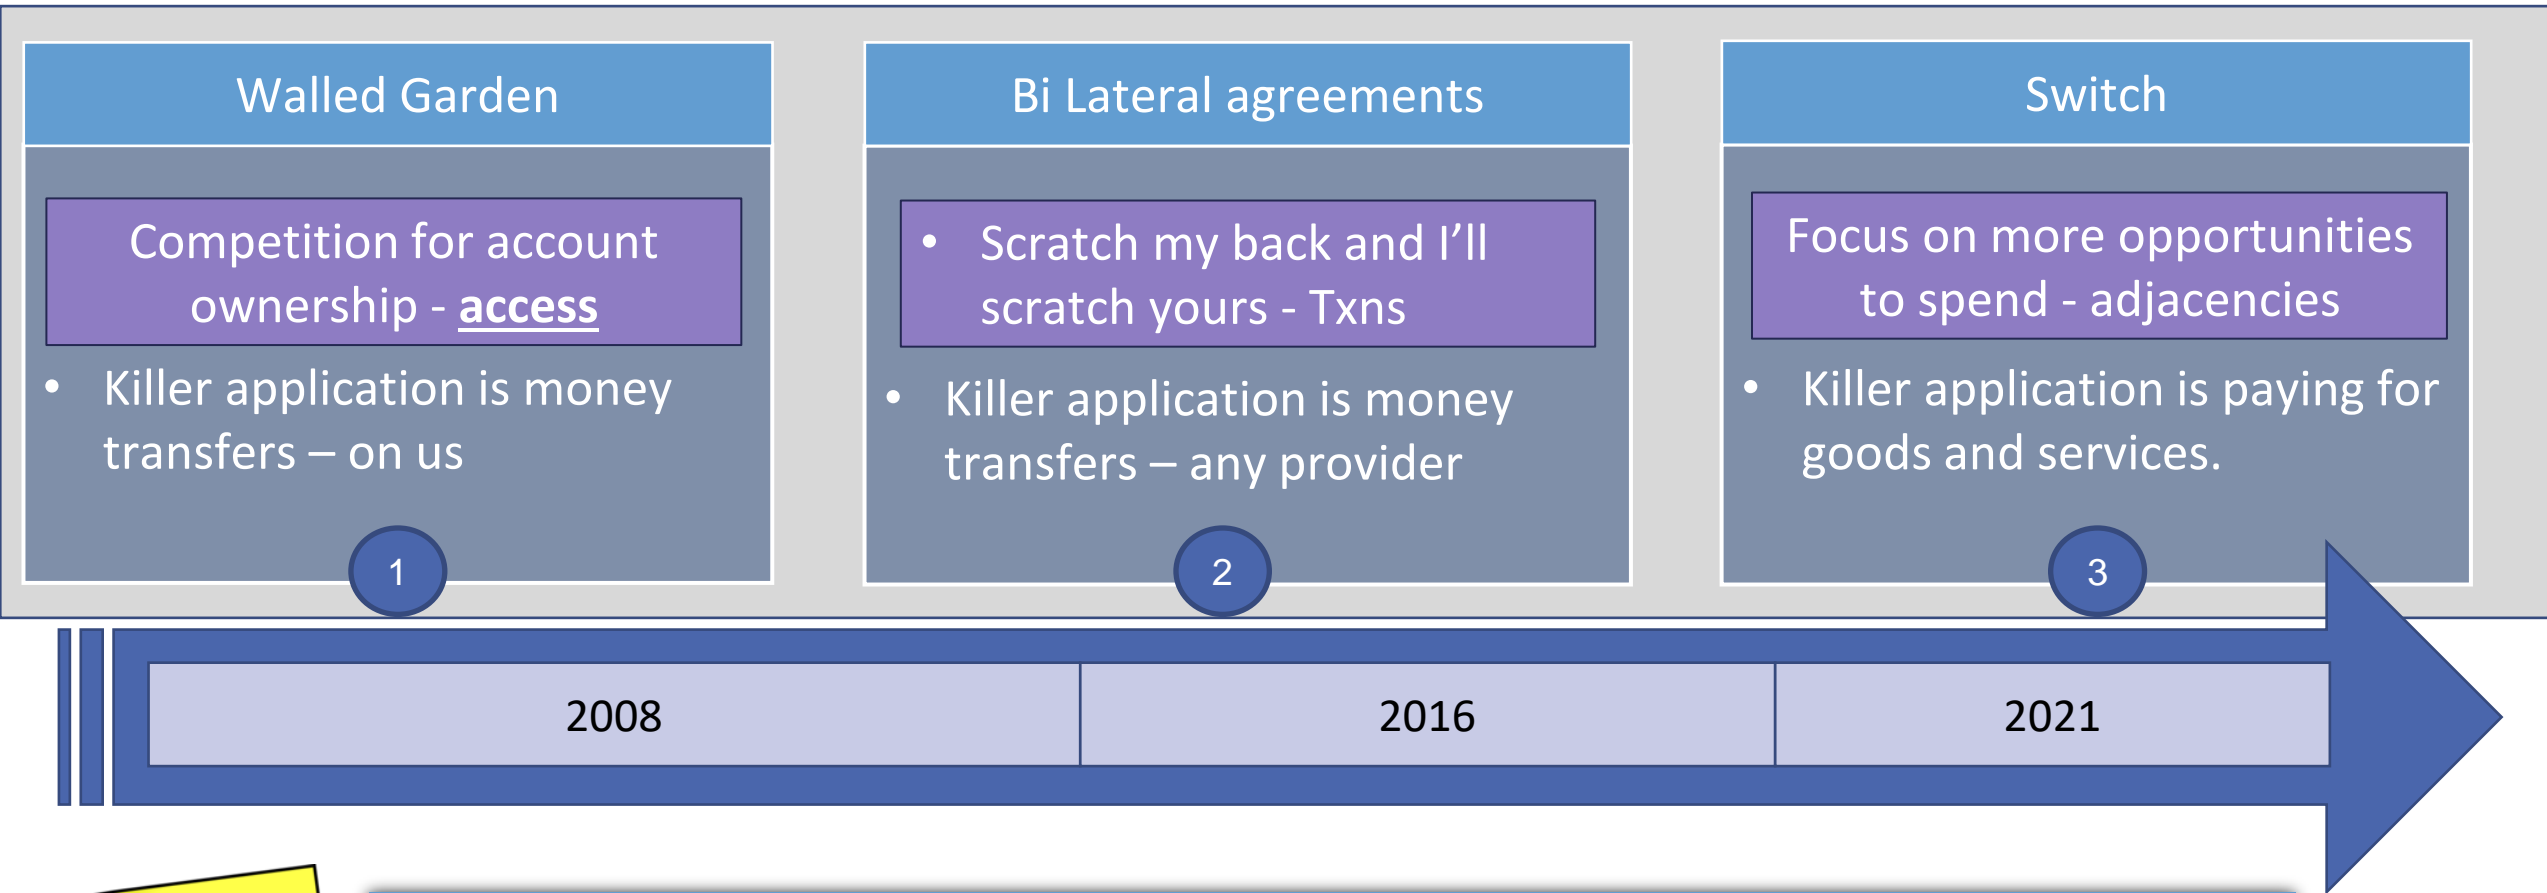 Walled Garden
Competition for account
ownership - access
• Killer application is money
transfers – on us
1
Bi Lateral agreements
• Scratch my back and I’ll
scratch yours - Txns
• Killer application is money
transfers – any provider
2
Switch
Focus on more opportunities
to spend - adjacencies
• Killer application is paying for
goods and services.
3
2008
2016
2021